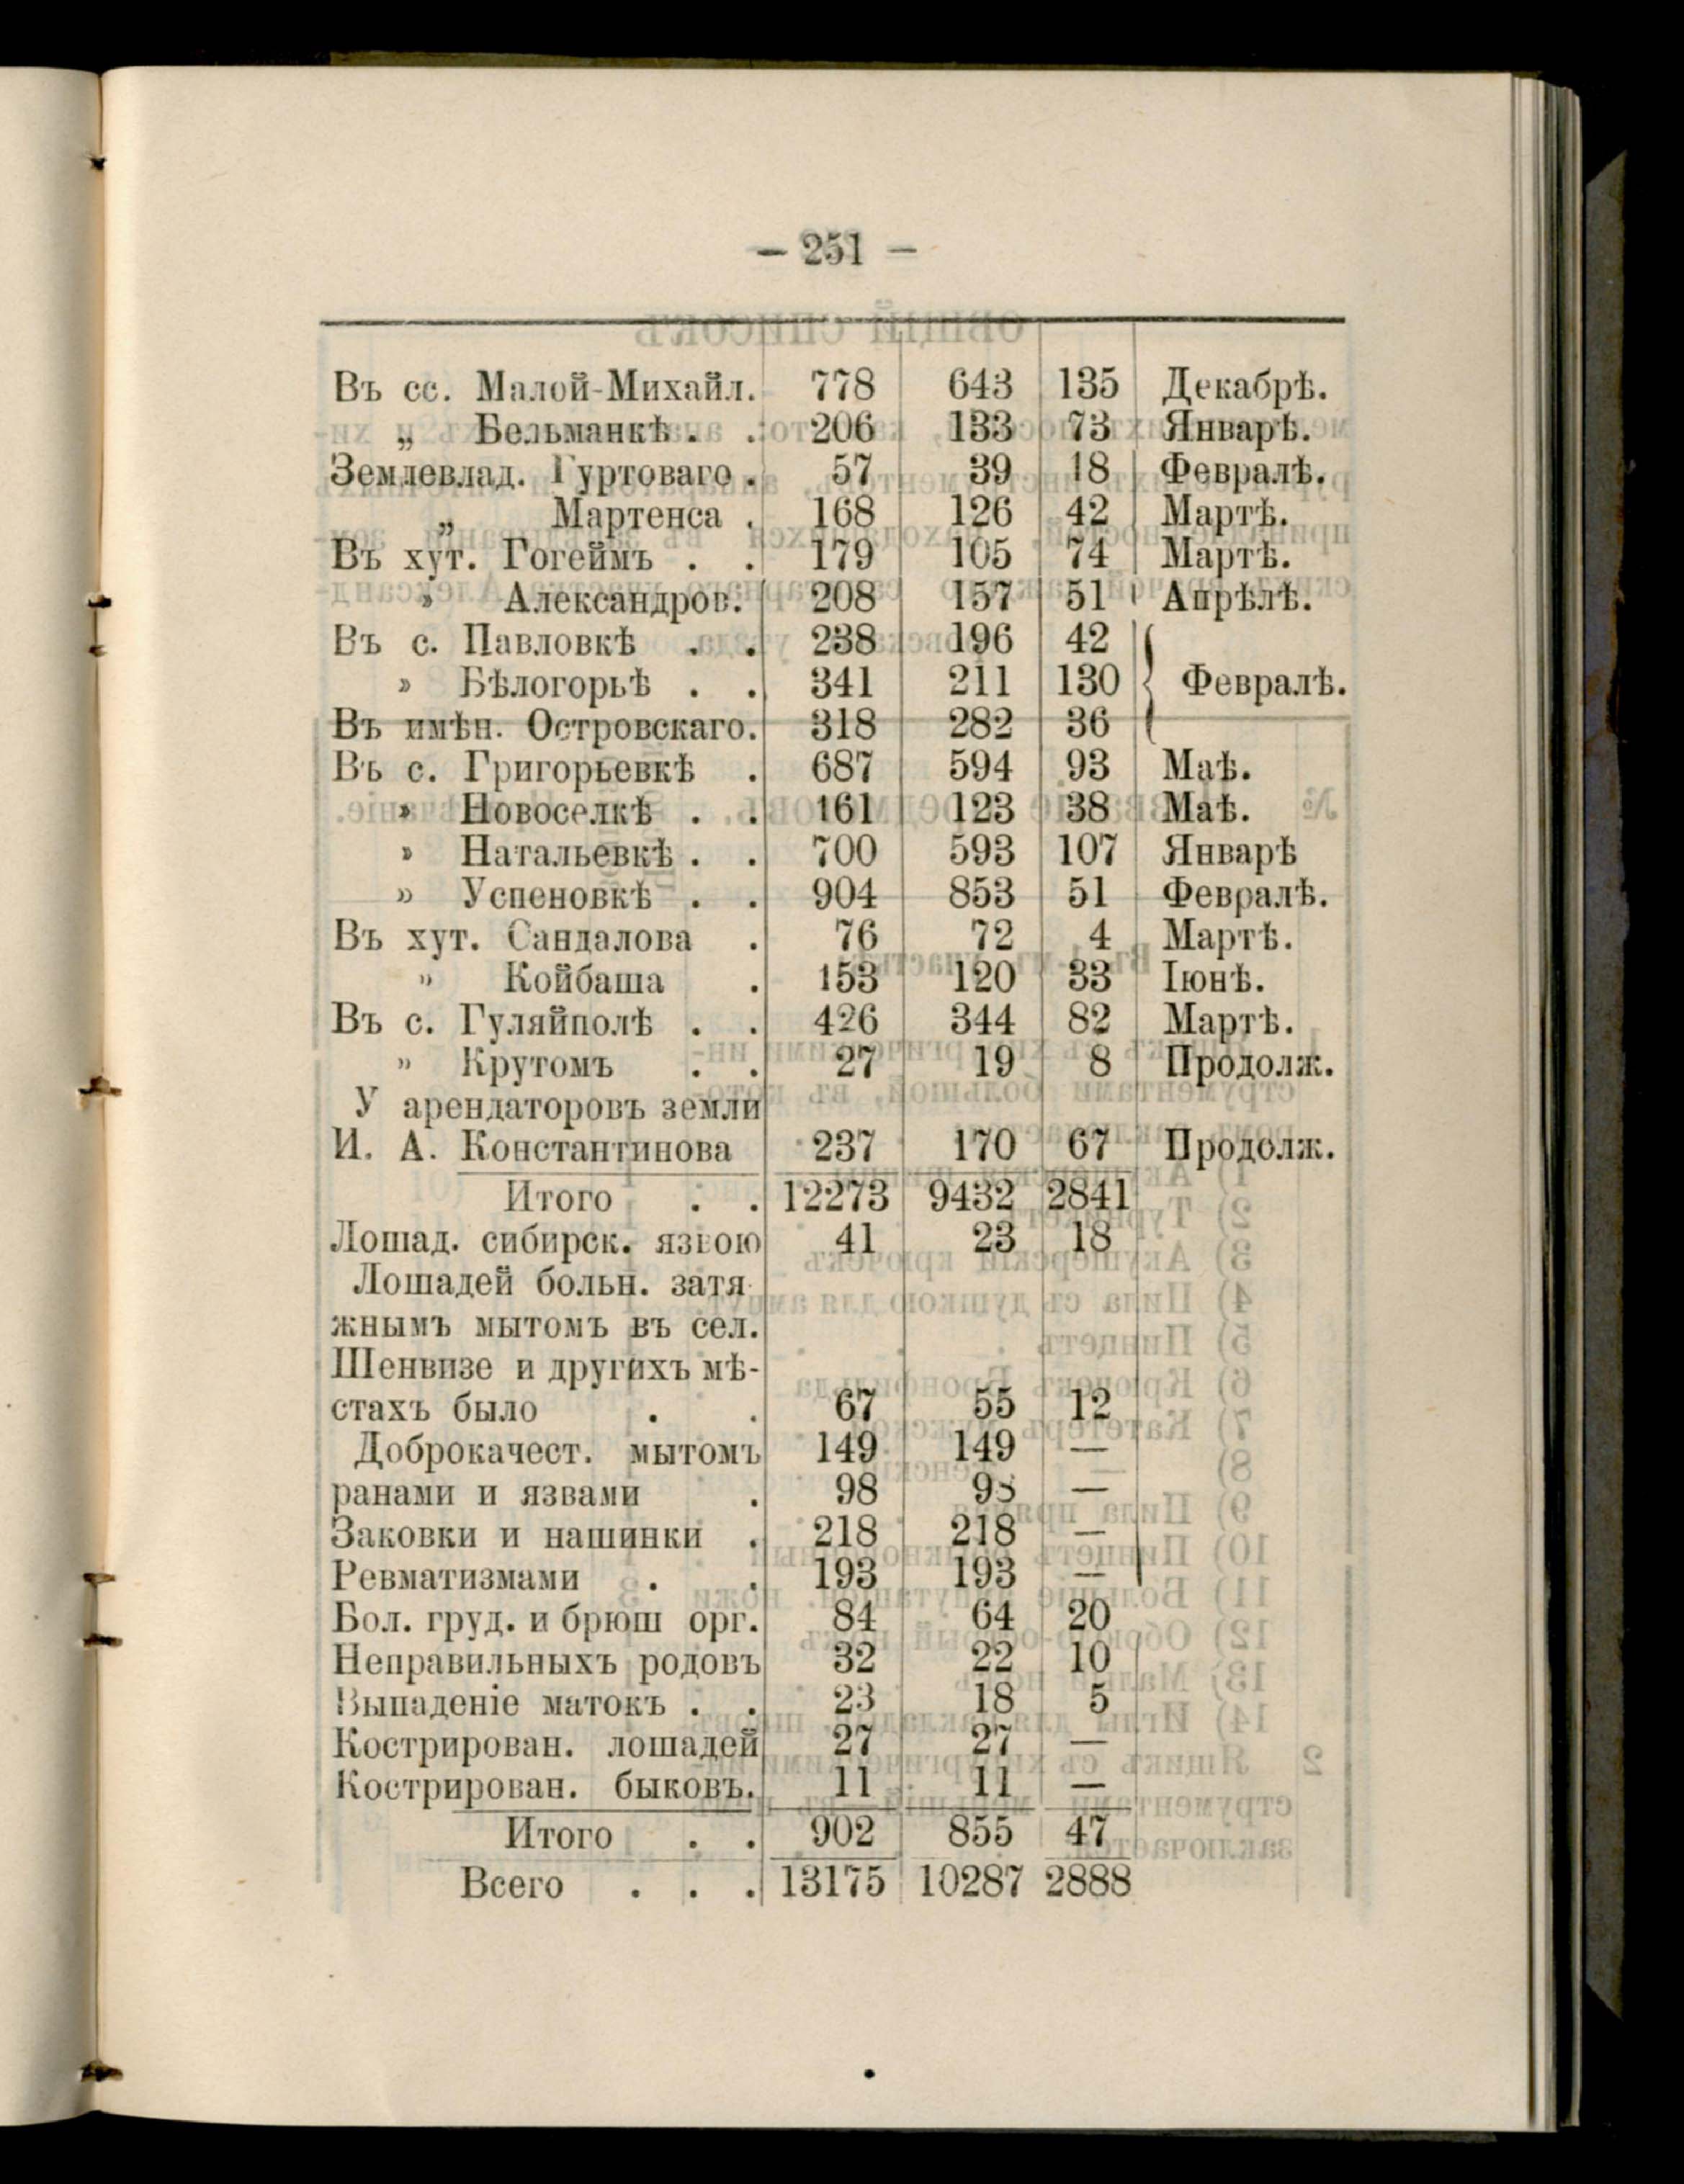 — 251 —
Въ сс. Малой-Михайл. 778 643 135 Декабрѣ.
„ Бельманкѣ . . 206 133 73 Январѣ.
Землевлад. Гуртоваго . 57 39 18 Февралѣ.
„ Мартенса . 168 126 42 Мартѣ.
Въ хут. Гогеймъ . . 179 105 74 Мартѣ.
» Александров. 208 157 51 Апрѣлѣ.
Въ с. Павловкѣ . . 238 196 42
» Бѣлогорьѣ . . 341 211 130 Февралѣ.
Въ имѣн. Островскаго. 318 282 36
Въ с. Григорьевкѣ . 687 594 93 Маѣ.
» Новоселкѣ . . 161 123 38 Маѣ.
» Натальевкѣ . . 700 593 107 Январѣ
» Успеновкѣ . . 904 853 51 Февралѣ.
Въ хут. Сандалова . 76 72 4 Мартѣ.
» Койбаша . 153 120 33 Іюнѣ.
Въ с. Гуляйполѣ . . 426 344 82 Мартѣ.
» Крутомъ . . 27 19 8 Продолж.
У арендаторовъ земли
И. А. Константинова 237 170 67 Продолж.
Итого . . 12273 9432 2841
Лошад. сибирск. язвою 41 23 18
Лошадей больн. затя
жнымъ мытомъ въ сел.
Шенвизе и другихъ мѣ-
стахъ было . . 67 55 12
Доброкачест. мытомъ 149 149 —
ранами и язвами . 98 98 —
Заковки и нашинки . 218 218 —
Ревматизмами . . 193 193 —
Бол. груд. и брюш орг. 84 64 20
Неправильныхъ родовъ 32 22 10
Выпаденіе матокъ . . 23 18 5
Кострирован. лошадей 27 27 —
Кострирован. быковъ. 11 11 —
Итого . . 902 855 47
Всего . . . 13175 10287 2888